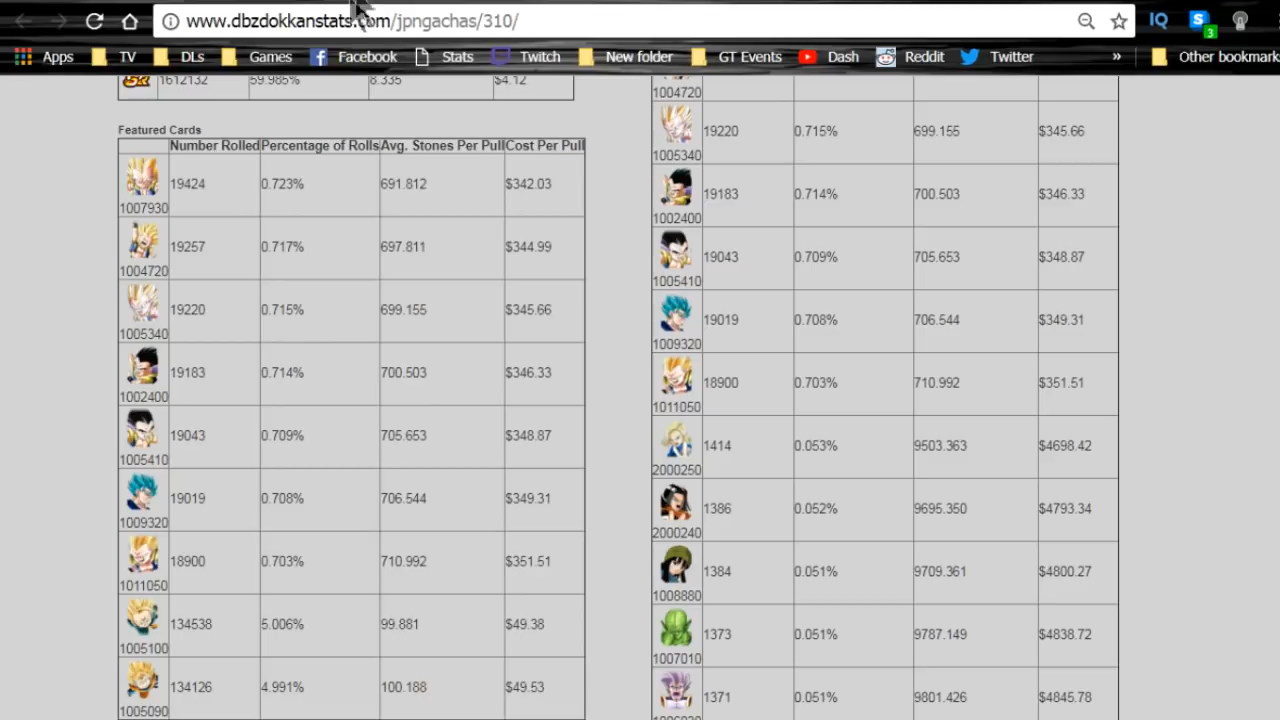 www.dbzdokkanstats.com/jpngachas/310/
IQ
S
3
Apps TV DLs Games Facebook Stats Twitch New folder GT Events Dash Reddit Twitter » Other bookmark
SR 1612132 59.985% 8.335 $4.12
Featured Cards
Number Rolled Percentage of Rolls Avg. Stones Per Pull Cost Per Pull
19424 0.723% 691.812 $342.03
1007930
19257 0.717% 697.811 $344.99
1004720
19220 0.715% 699.155 $345.66
1005340
19183 0.714% 700.503 $346.33
1002400
19043 0.709% 705.653 $348.87
1005410
19019 0.708% 706.544 $349.31
1009320
18900 0.703% 710.992 $351.51
1011050
134538 5.006% 99.881 $49.38
1005100
134126 4.991% 100.188 $49.53
1005090
1004720
19220 0.715% 699.155 $345.66
1005340
19183 0.714% 700.503 $346.33
1002400
19043 0.709% 705.653 $348.87
1005410
19019 0.708% 706.544 $349.31
1009320
18900 0.703% 710.992 $351.51
1011050
1414 0.053% 9503.363 $4698.42
2000250
1386 0.052% 9695.350 $4793.34
2000240
1384 0.051% 9709.361 $4800.27
1008880
1373 0.051% 9787.149 $4838.72
1007010
1371 0.051% 9801.426 $4845.78